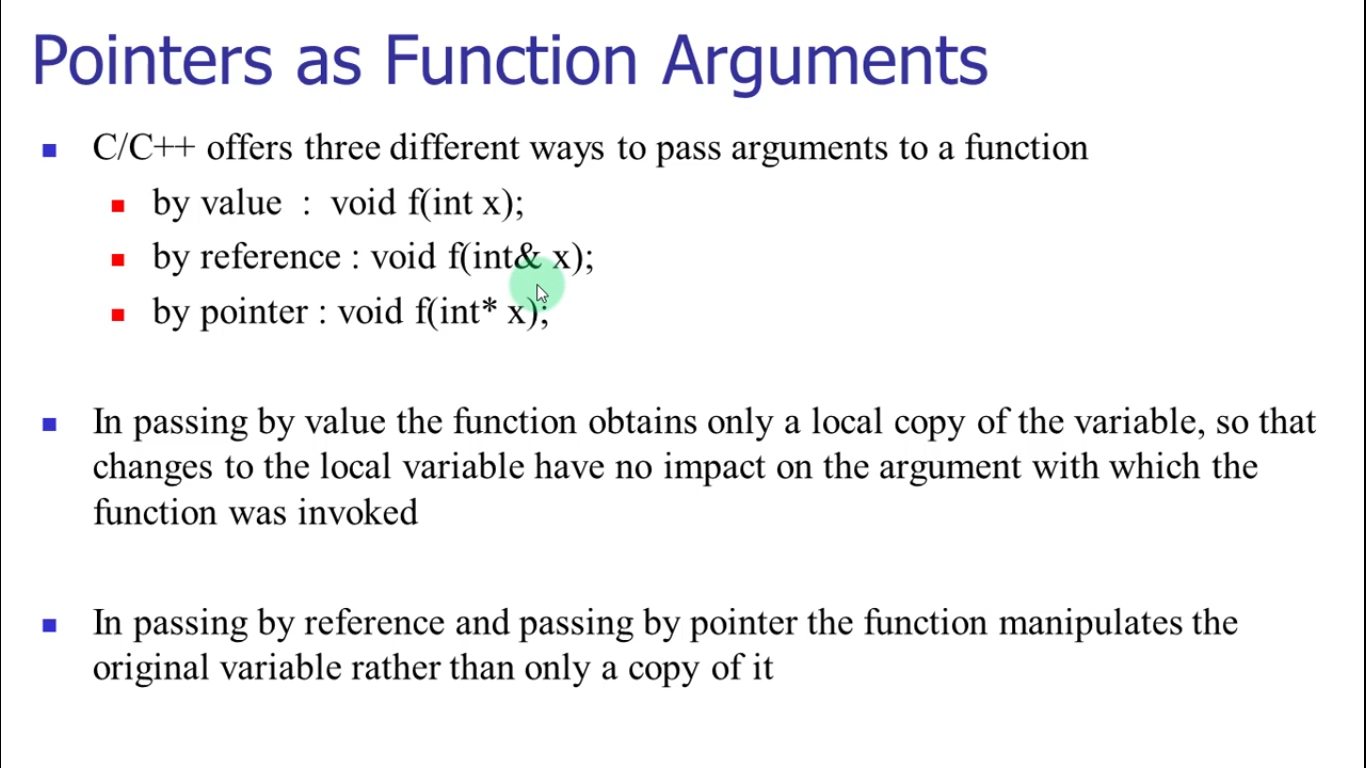 Pointers as Function Arguments
C/C++ offers three different ways to pass arguments to a function
by value : void f(int x);
by reference : void f(int& x);
by pointer : void f(int* x);
In passing by value the function obtains only a local copy of the variable, so that
changes to the local variable have no impact on the argument with which the
function was invoked
In passing by reference and passing by pointer the function manipulates the
original variable rather than only a copy of it